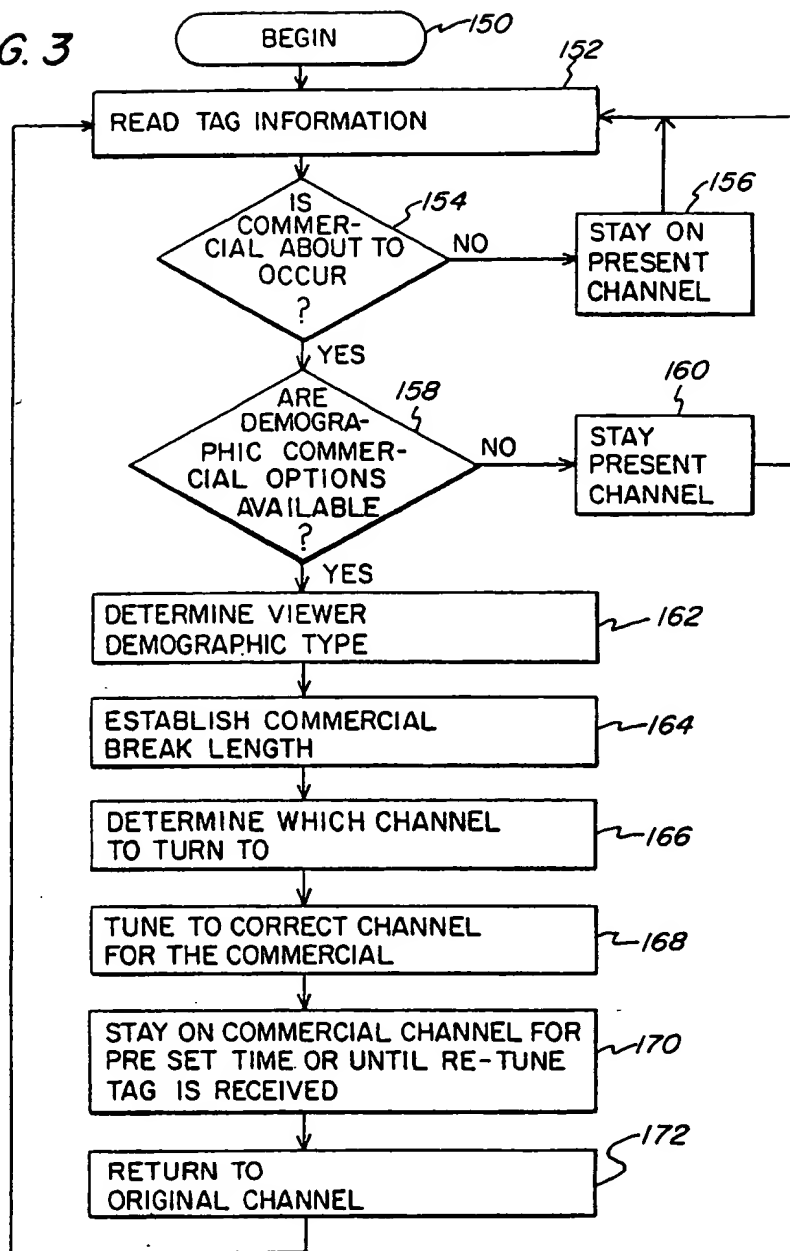 G. 3
BEGIN
150
152
READ TAG INFORMATION
IS
COMMER-
CIAL ABOUT TO
OCCUR
?
154
NO
156
STAY ON
PRESENT
CHANNEL
YES
ARE
DEMOGRA-
PHIC COMMER-
CIAL OPTIONS
AVAILABLE
?
158
NO
160
STAY
PRESENT
CHANNEL
YES
DETERMINE VIEWER
DEMOGRAPHIC TYPE
162
ESTABLISH COMMERCIAL
BREAK LENGTH
164
DETERMINE WHICH CHANNEL
TO TURN TO
166
TUNE TO CORRECT CHANNEL
FOR THE COMMERCIAL
168
STAY ON COMMERCIAL CHANNEL FOR
PRE SET TIME OR UNTIL RE-TUNE
TAG IS RECEIVED
170
RETURN TO
ORIGINAL CHANNEL
172